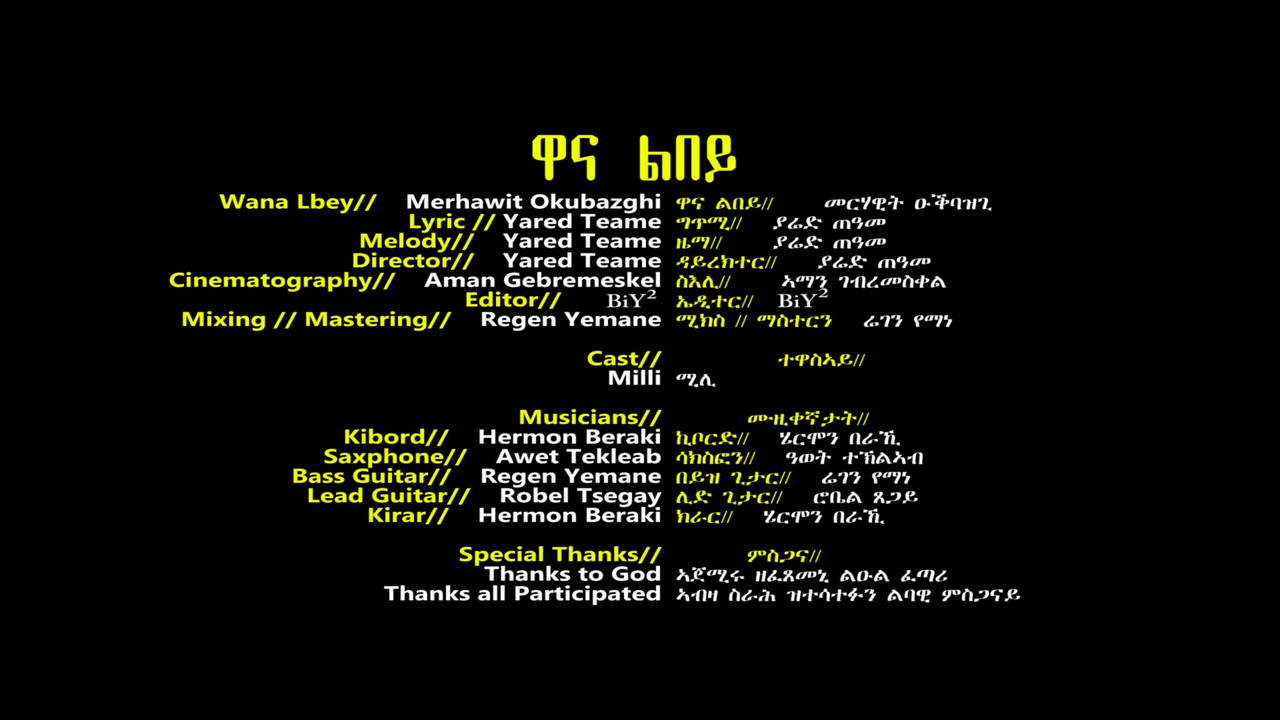 ዋና ልበይ
Wana Lbey// Merhawit Okubazghi ዋና ልበይ// መርሃዊት ዑቕባዝጊ
Lyric // Yared Teame ግጥሚ// ያሬድ ጠዓመ
Melody// Yared Teame ዜማ// ያሬድ ጠዓመ
Director// Yared Teame ዳይረክተር// ያሬድ ጠዓመ
Cinematography// Aman Gebremeskel ስእሊ// ኣማን ገብረመስቀል
Editor// BiY² ኤዲተር// BiY²
Mixing // Mastering// Regen Yemane ሚክስ // ማስተርን ሬገን የማነ
Cast// ተዋስኣይ//
Milli ሚሊ
Musicians// ሙዚቀኛታት//
Kibord// Hermon Beraki ኪቦርድ// ሄርሞን በራኺ
Saxphone// Awet Tekleab ሳክስፎን// ዓወት ተኽልኣብ
Bass Guitar// Regen Yemane በይዝ ጊታር// ሬገን የማነ
Lead Guitar// Robel Tsegay ሊድ ጊታር// ሮቤል ጸጋይ
Kirar// Hermon Beraki ክራር// ሄርሞን በራኺ
Special Thanks// ምስጋና//
Thanks to God ኣጀሚሩ ዘፈጸመኒ ልዑል ፈጣሪ
Thanks all Participated ኣብዛ ስራሕ ዝተሳተፉን ልባዊ ምስጋናይ